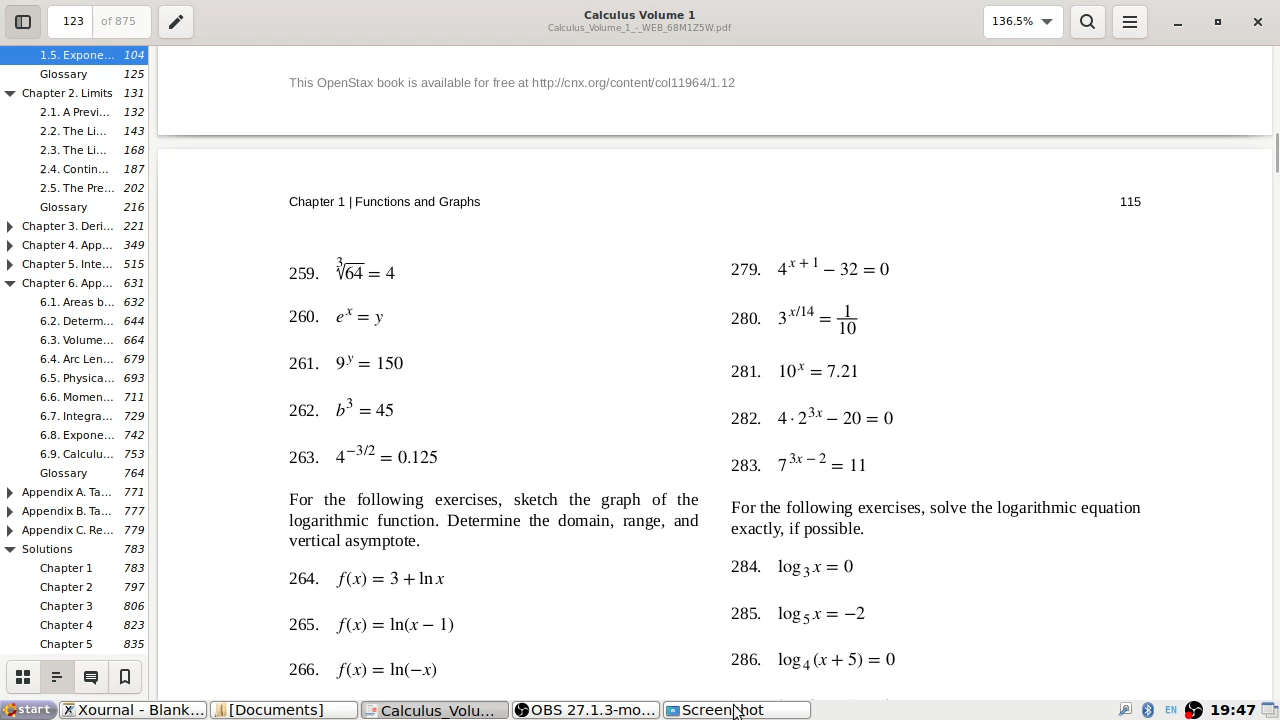 123
of 875
Calculus Volume 1
Calculus_Volume_1_-_WEB_68M1Z5W.pdf
136.5%
1.5. Expone... 104
Glossary 125
Chapter 2. Limits 131
2.1. A Previ... 132
2.2. The Li... 143
2.3. The Li... 168
2.4. Contin... 187
2.5. The Pre... 202
Glossary 216
Chapter 3. Deri... 221
Chapter 4. App... 349
Chapter 5. Inte... 515
Chapter 6. App... 631
6.1. Areas b... 632
6.2. Determ... 644
6.3. Volume... 664
6.4. Arc Len... 679
6.5. Physica... 693
6.6. Momen... 711
6.7. Integra... 729
6.8. Expone... 742
6.9. Calculu... 753
Glossary 764
Appendix A. Ta... 771
Appendix B. Ta... 777
Appendix C. Re... 779
Solutions 783
Chapter 1 783
Chapter 2 797
Chapter 3 806
Chapter 4 823
Chapter 5 835
This OpenStax book is available for free at http://cnx.org/content/col11964/1.12
Chapter 1 | Functions and Graphs 115
259. ∛64 = 4
260. e^x = y
261. 9^y = 150
262. b^3 = 45
263. 4^(−3/2) = 0.125
For the following exercises, sketch the graph of the
logarithmic function. Determine the domain, range, and
vertical asymptote.
264. f(x) = 3 + ln x
265. f(x) = ln(x − 1)
266. f(x) = ln(−x)
279. 4^(x + 1) − 32 = 0
280. 3^(x/14) = 1/10
281. 10^x = 7.21
282. 4 · 2^(3x) − 20 = 0
283. 7^(3x − 2) = 11
For the following exercises, solve the logarithmic equation
exactly, if possible.
284. log_3 x = 0
285. log_5 x = −2
286. log_4 (x + 5) = 0
start
Xournal - Blank...
[Documents]
Calculus_Volu...
OBS 27.1.3-mo...
Screenshot
EN
19:47